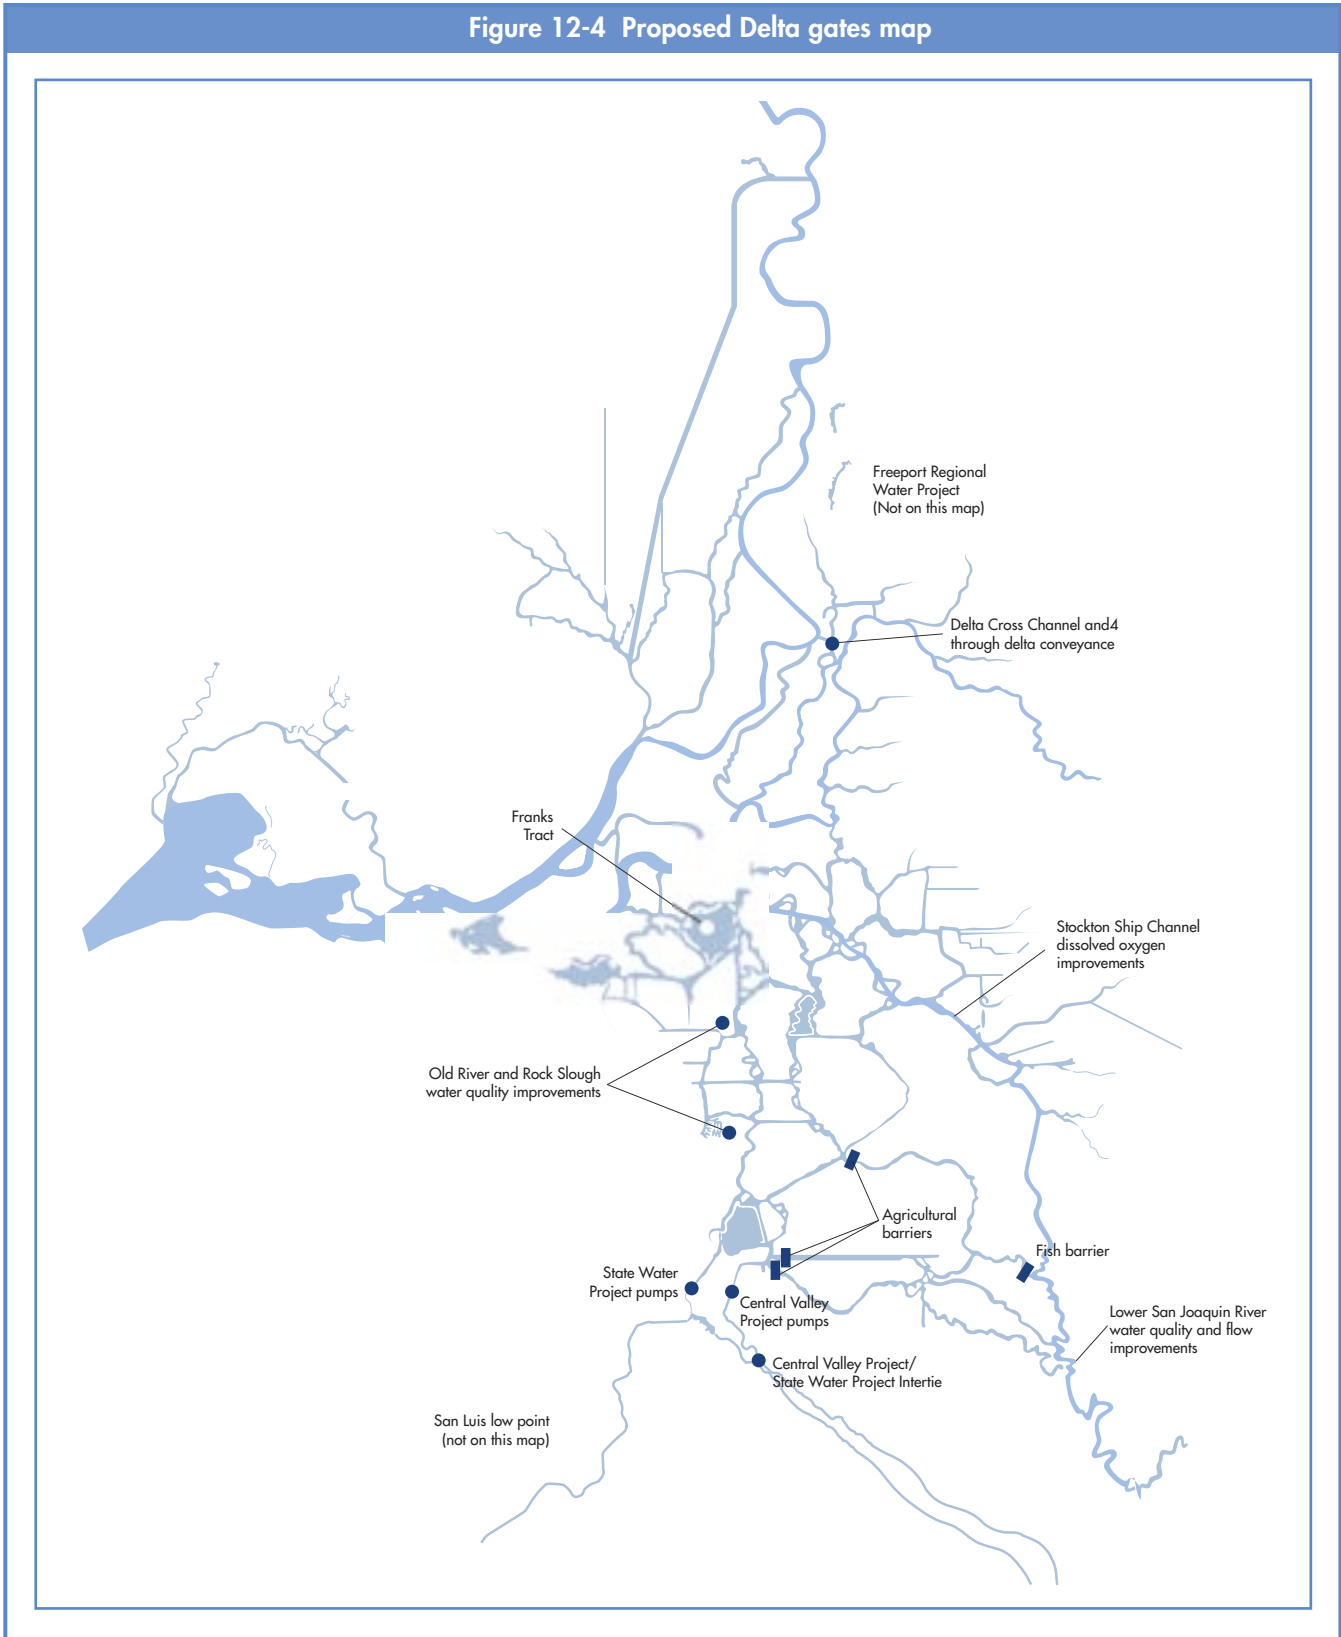 Figure 12-4 Proposed Delta gates map
Freeport Regional
Water Project
(Not on this map)
Delta Cross Channel and4
through delta conveyance
Franks
Tract
Stockton Ship Channel
dissolved oxygen
improvements
Old River and Rock Slough
water quality improvements
Agricultural
barriers
Fish barrier
State Water
Project pumps
Central Valley
Project pumps
Lower San Joaquin River
water quality and flow
improvements
Central Valley Project/
State Water Project Intertie
San Luis low point
(not on this map)